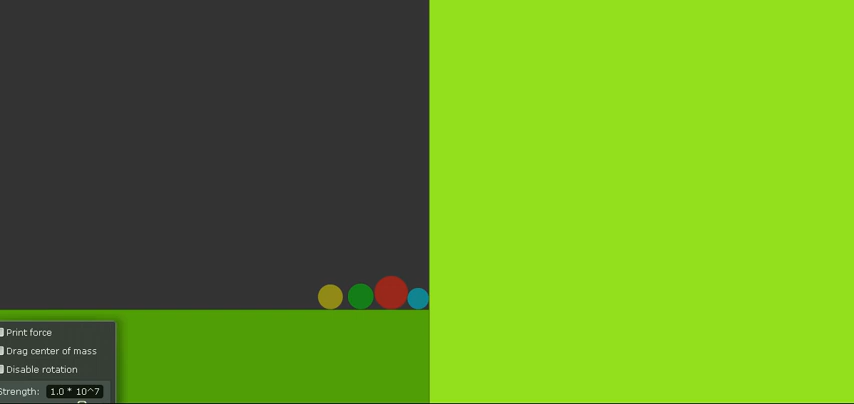 Print force
Drag center of mass
Disable rotation
Strength: 1.0 * 10^7